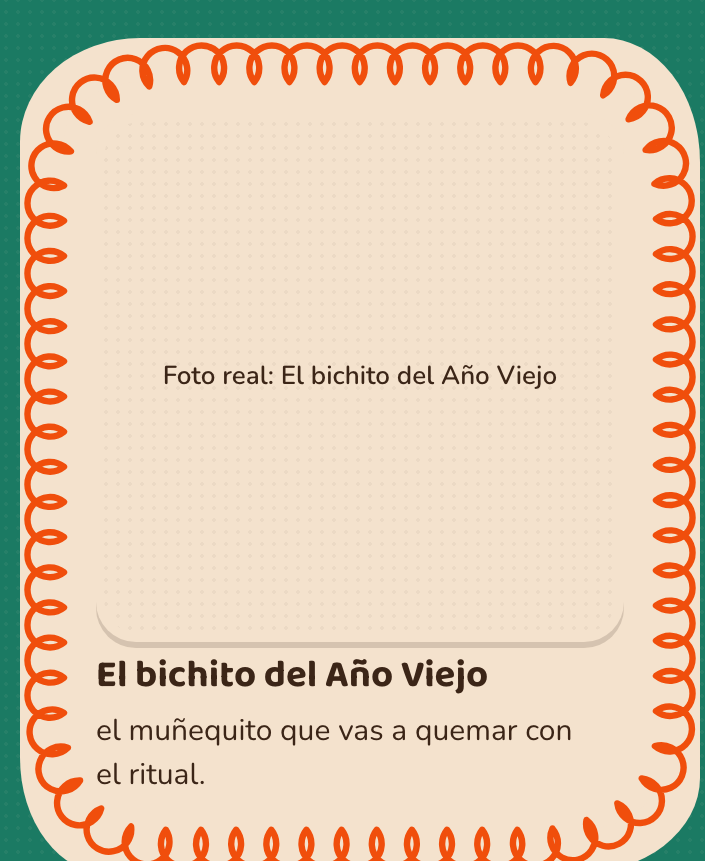 Foto real: El bichito del Año Viejo
El bichito del Año Viejo
el muñequito que vas a quemar con
el ritual.